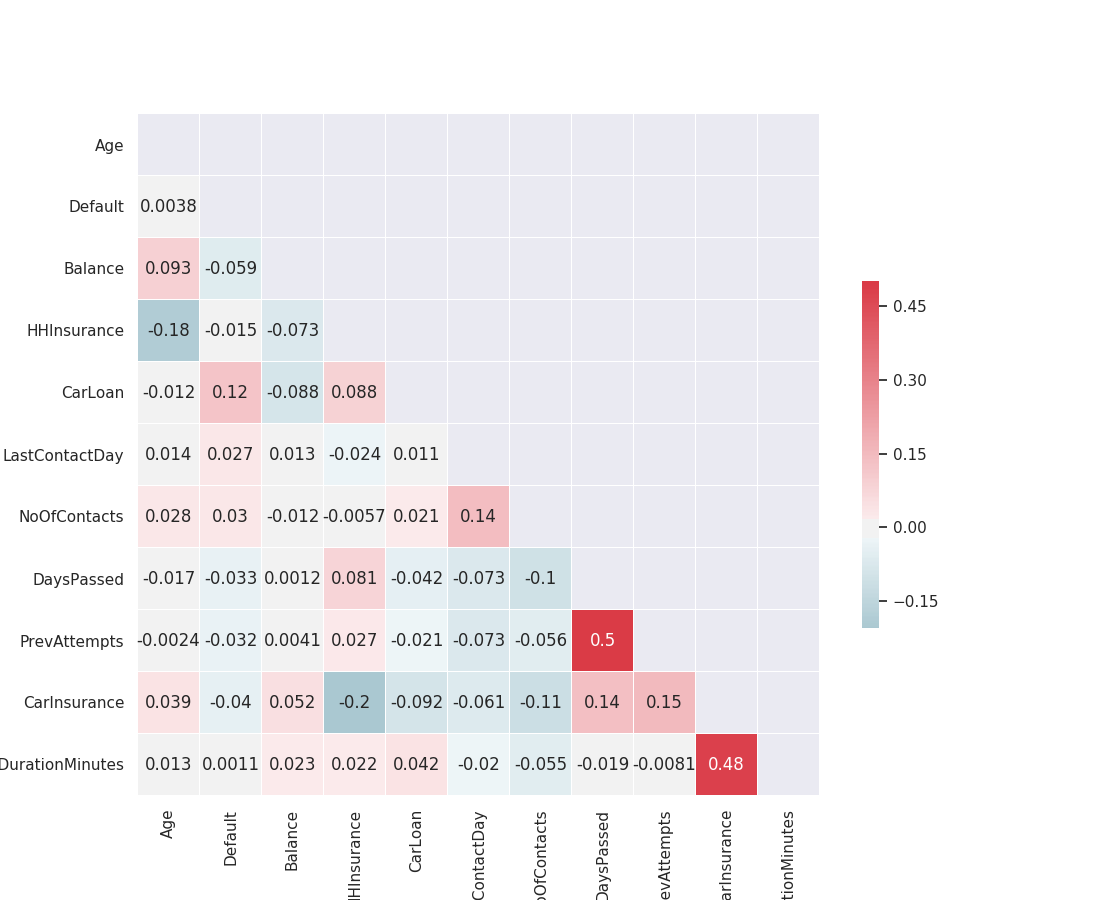 Age
Default 0.0038
Balance 0.093 -0.059
HHInsurance -0.18 -0.015 -0.073
CarLoan -0.012 0.12 -0.088 0.088
LastContactDay 0.014 0.027 0.013 -0.024 0.011
NoOfContacts 0.028 0.03 -0.012 -0.0057 0.021 0.14
DaysPassed -0.017 -0.033 0.0012 0.081 -0.042 -0.073 -0.1
PrevAttempts -0.0024 -0.032 0.0041 0.027 -0.021 -0.073 -0.056 0.5
CarInsurance 0.039 -0.04 0.052 -0.2 -0.092 -0.061 -0.11 0.14 0.15
DurationMinutes 0.013 0.0011 0.023 0.022 0.042 -0.02 -0.055 -0.019 -0.0081 0.48
Age Default Balance HInsurance CarLoan ContactDay oOfContacts DaysPassed evAttempts arInsurance tionMinutes
0.45
0.30
0.15
0.00
−0.15